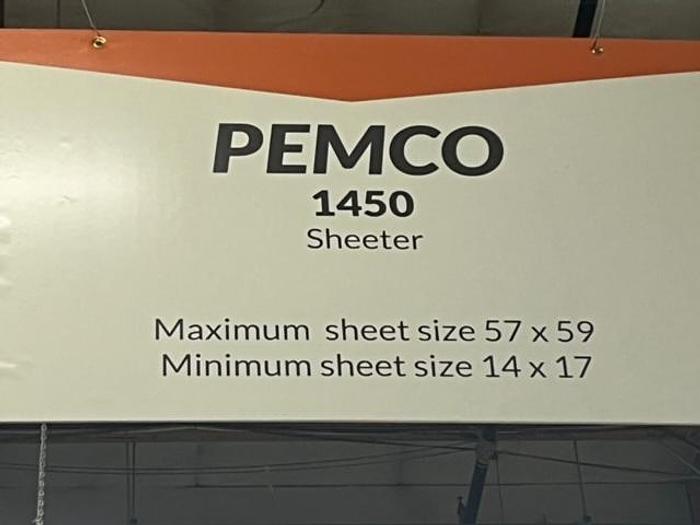 PEMCO
1450
Sheeter
Maximum sheet size 57 x 59
Minimum sheet size 14 x 17